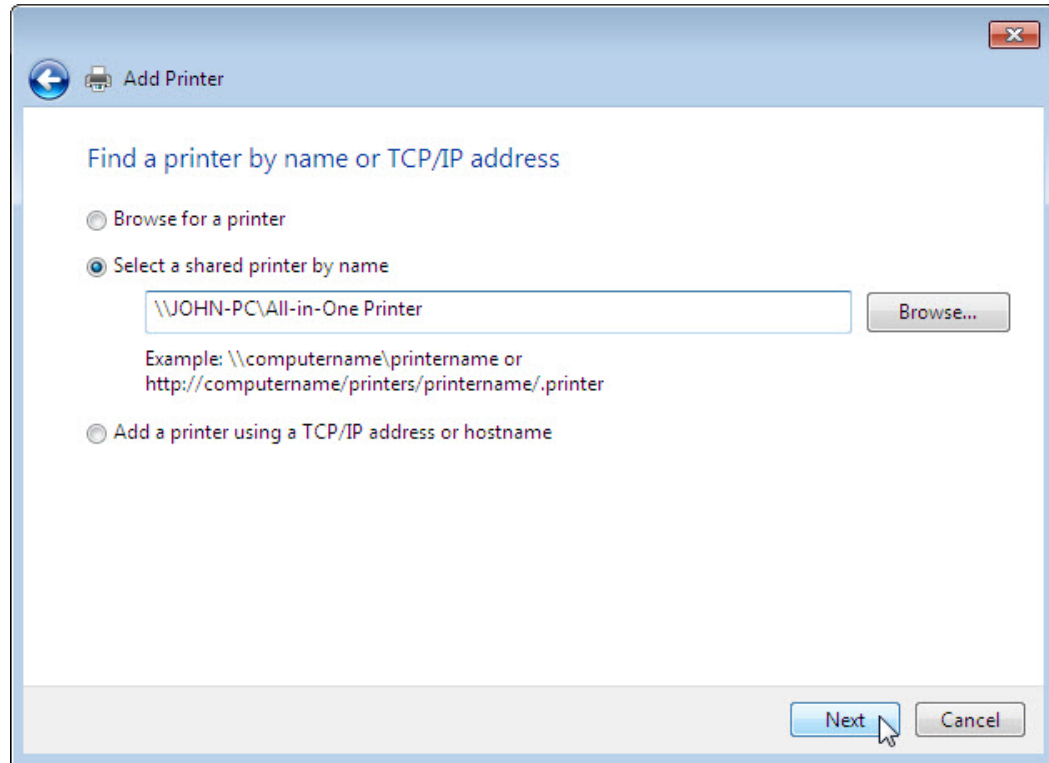 Add Printer
Find a printer by name or TCP/IP address
Browse for a printer
Select a shared printer by name
\\JOHN-PC\All-in-One Printer
Browse...
Example: \\computername\printername or
http://computername/printers/printername/.printer
Add a printer using a TCP/IP address or hostname
Next
Cancel